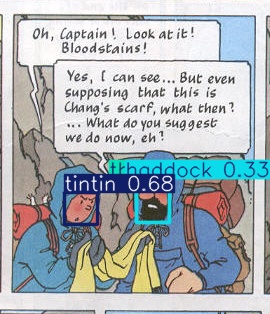 Oh, Captain! Look at it!
Bloodstains!
Yes, I can see... But even
supposing that this is
Chang's scarf, what then?
... What do you suggest
we do now, eh?
tthaddock 0.33
tintin 0.68